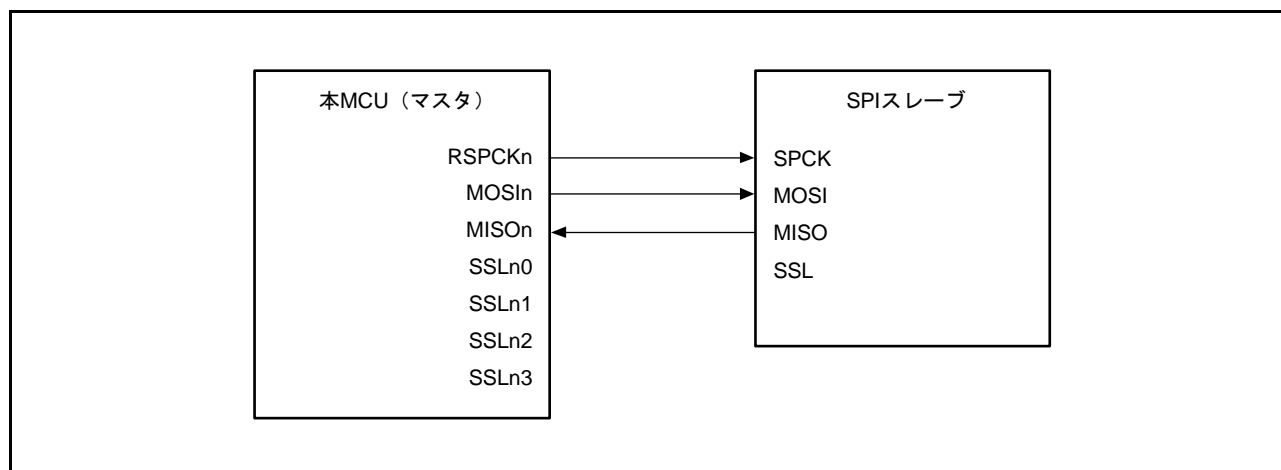 本MCU（マスタ）
RSPCKn
MOSIn
MISOn
SSLn0
SSLn1
SSLn2
SSLn3
SPIスレーブ
SPCK
MOSI
MISO
SSL